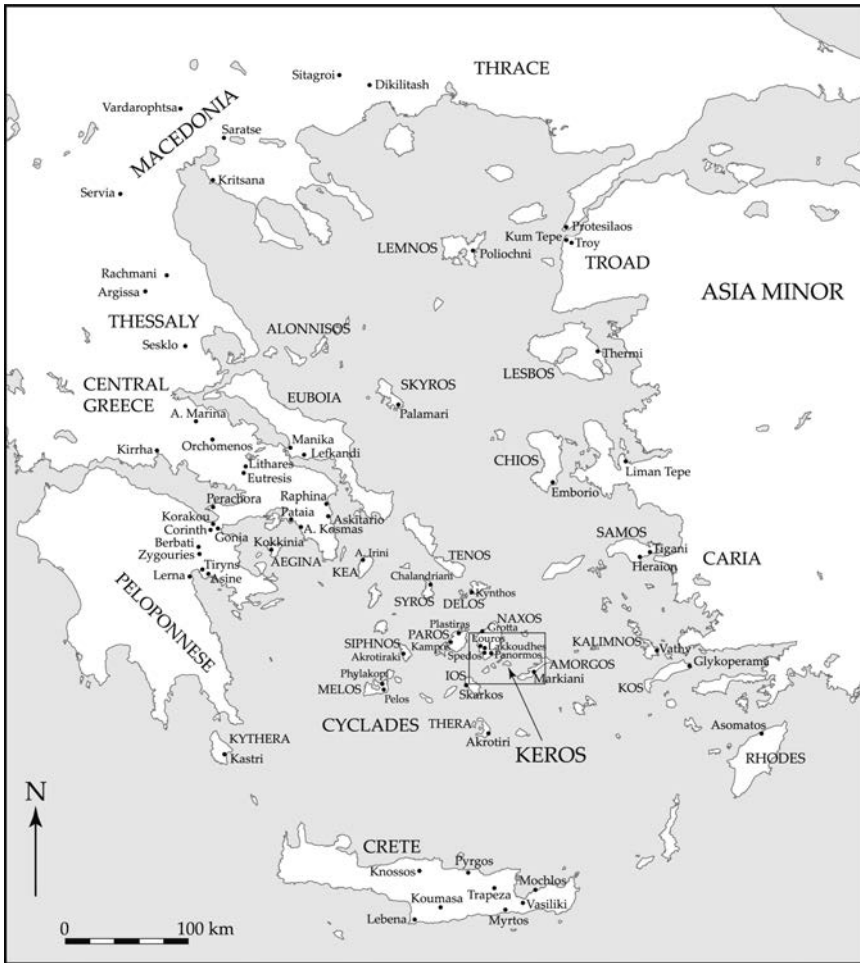 THRACE
Sitagroi
Dikilitash
Vardarophtsa
MACEDONIA
Saratse
Kritsana
Servia
Protesilaos
Kum Tepe
Troy
LEMNOS
Poliochni
TROAD
Rachmani
Argissa
ASIA MINOR
THESSALY
ALONNISOS
Sesklo
Thermi
LESBOS
CENTRAL
GREECE
EUBOIA
SKYROS
Palamari
A. Marina
Orchomenos
Manika
Lefkandi
Kirrha
Lithares
Eutresis
CHIOS
Liman Tepe
Emborio
Perachora
Raphina
Pataia
Askitario
Korakou
Corinth
Gonia
A. Kosmas
Berbati
Kokkinia
Zygouries
AEGINA
Tiryns
Lerna
Asine
A. Irini
KEA
TENOS
SAMOS
Tigani
Heraion
CARIA
PELOPONNESE
Chalandriani
SYROS
Kynthos
DELOS
NAXOS
Plastiras
Grotta
PAROS
Louros
Kampos
Lakkoudhes
SIPHNOS
Akrotiraki
Spedos
Panormos
KALIMNOS
Vathy
AMORGOS
Glykoperama
Phylakopi
IOS
Markiani
KOS
MELOS
Pelos
Skarkos
CYCLADES
THERA
Akrotiri
Asomatos
KYTHERA
Kastri
KEROS
RHODES
N
CRETE
Knossos
Pyrgos
Mochlos
Koumasa
Trapeza
Vasiliki
Lebena
Myrtos
0
100 km